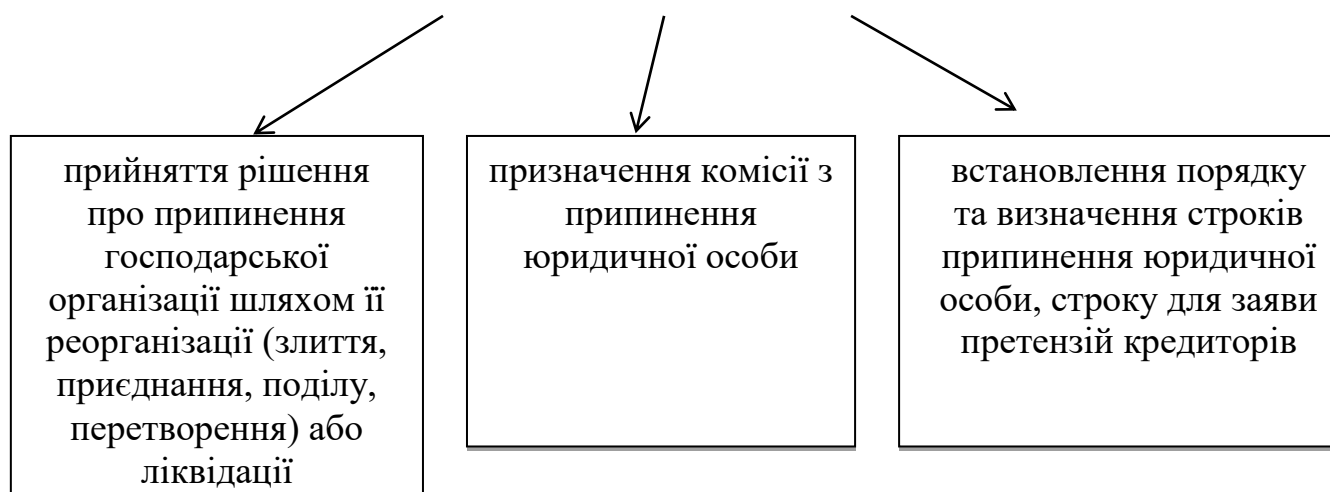 прийняття рішення
про припинення
господарської
організації шляхом її
реорганізації (злиття,
приєднання, поділу,
перетворення) або
ліквідації
призначення комісії з
припинення
юридичної особи
встановлення порядку
та визначення строків
припинення юридичної
особи, строку для заяви
претензій кредиторів